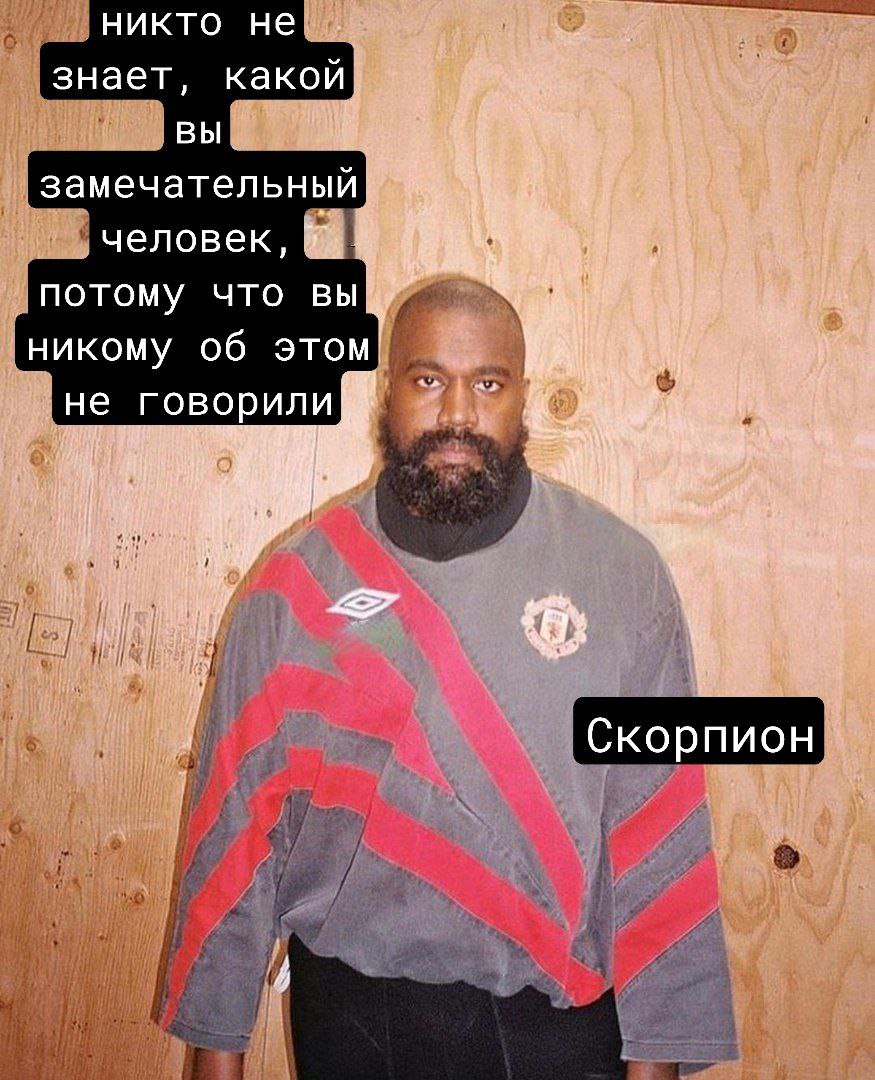 никто не
знает, какой
вы
замечательный
человек,
потому что вы
никому об этом
не говорили
Скорпион